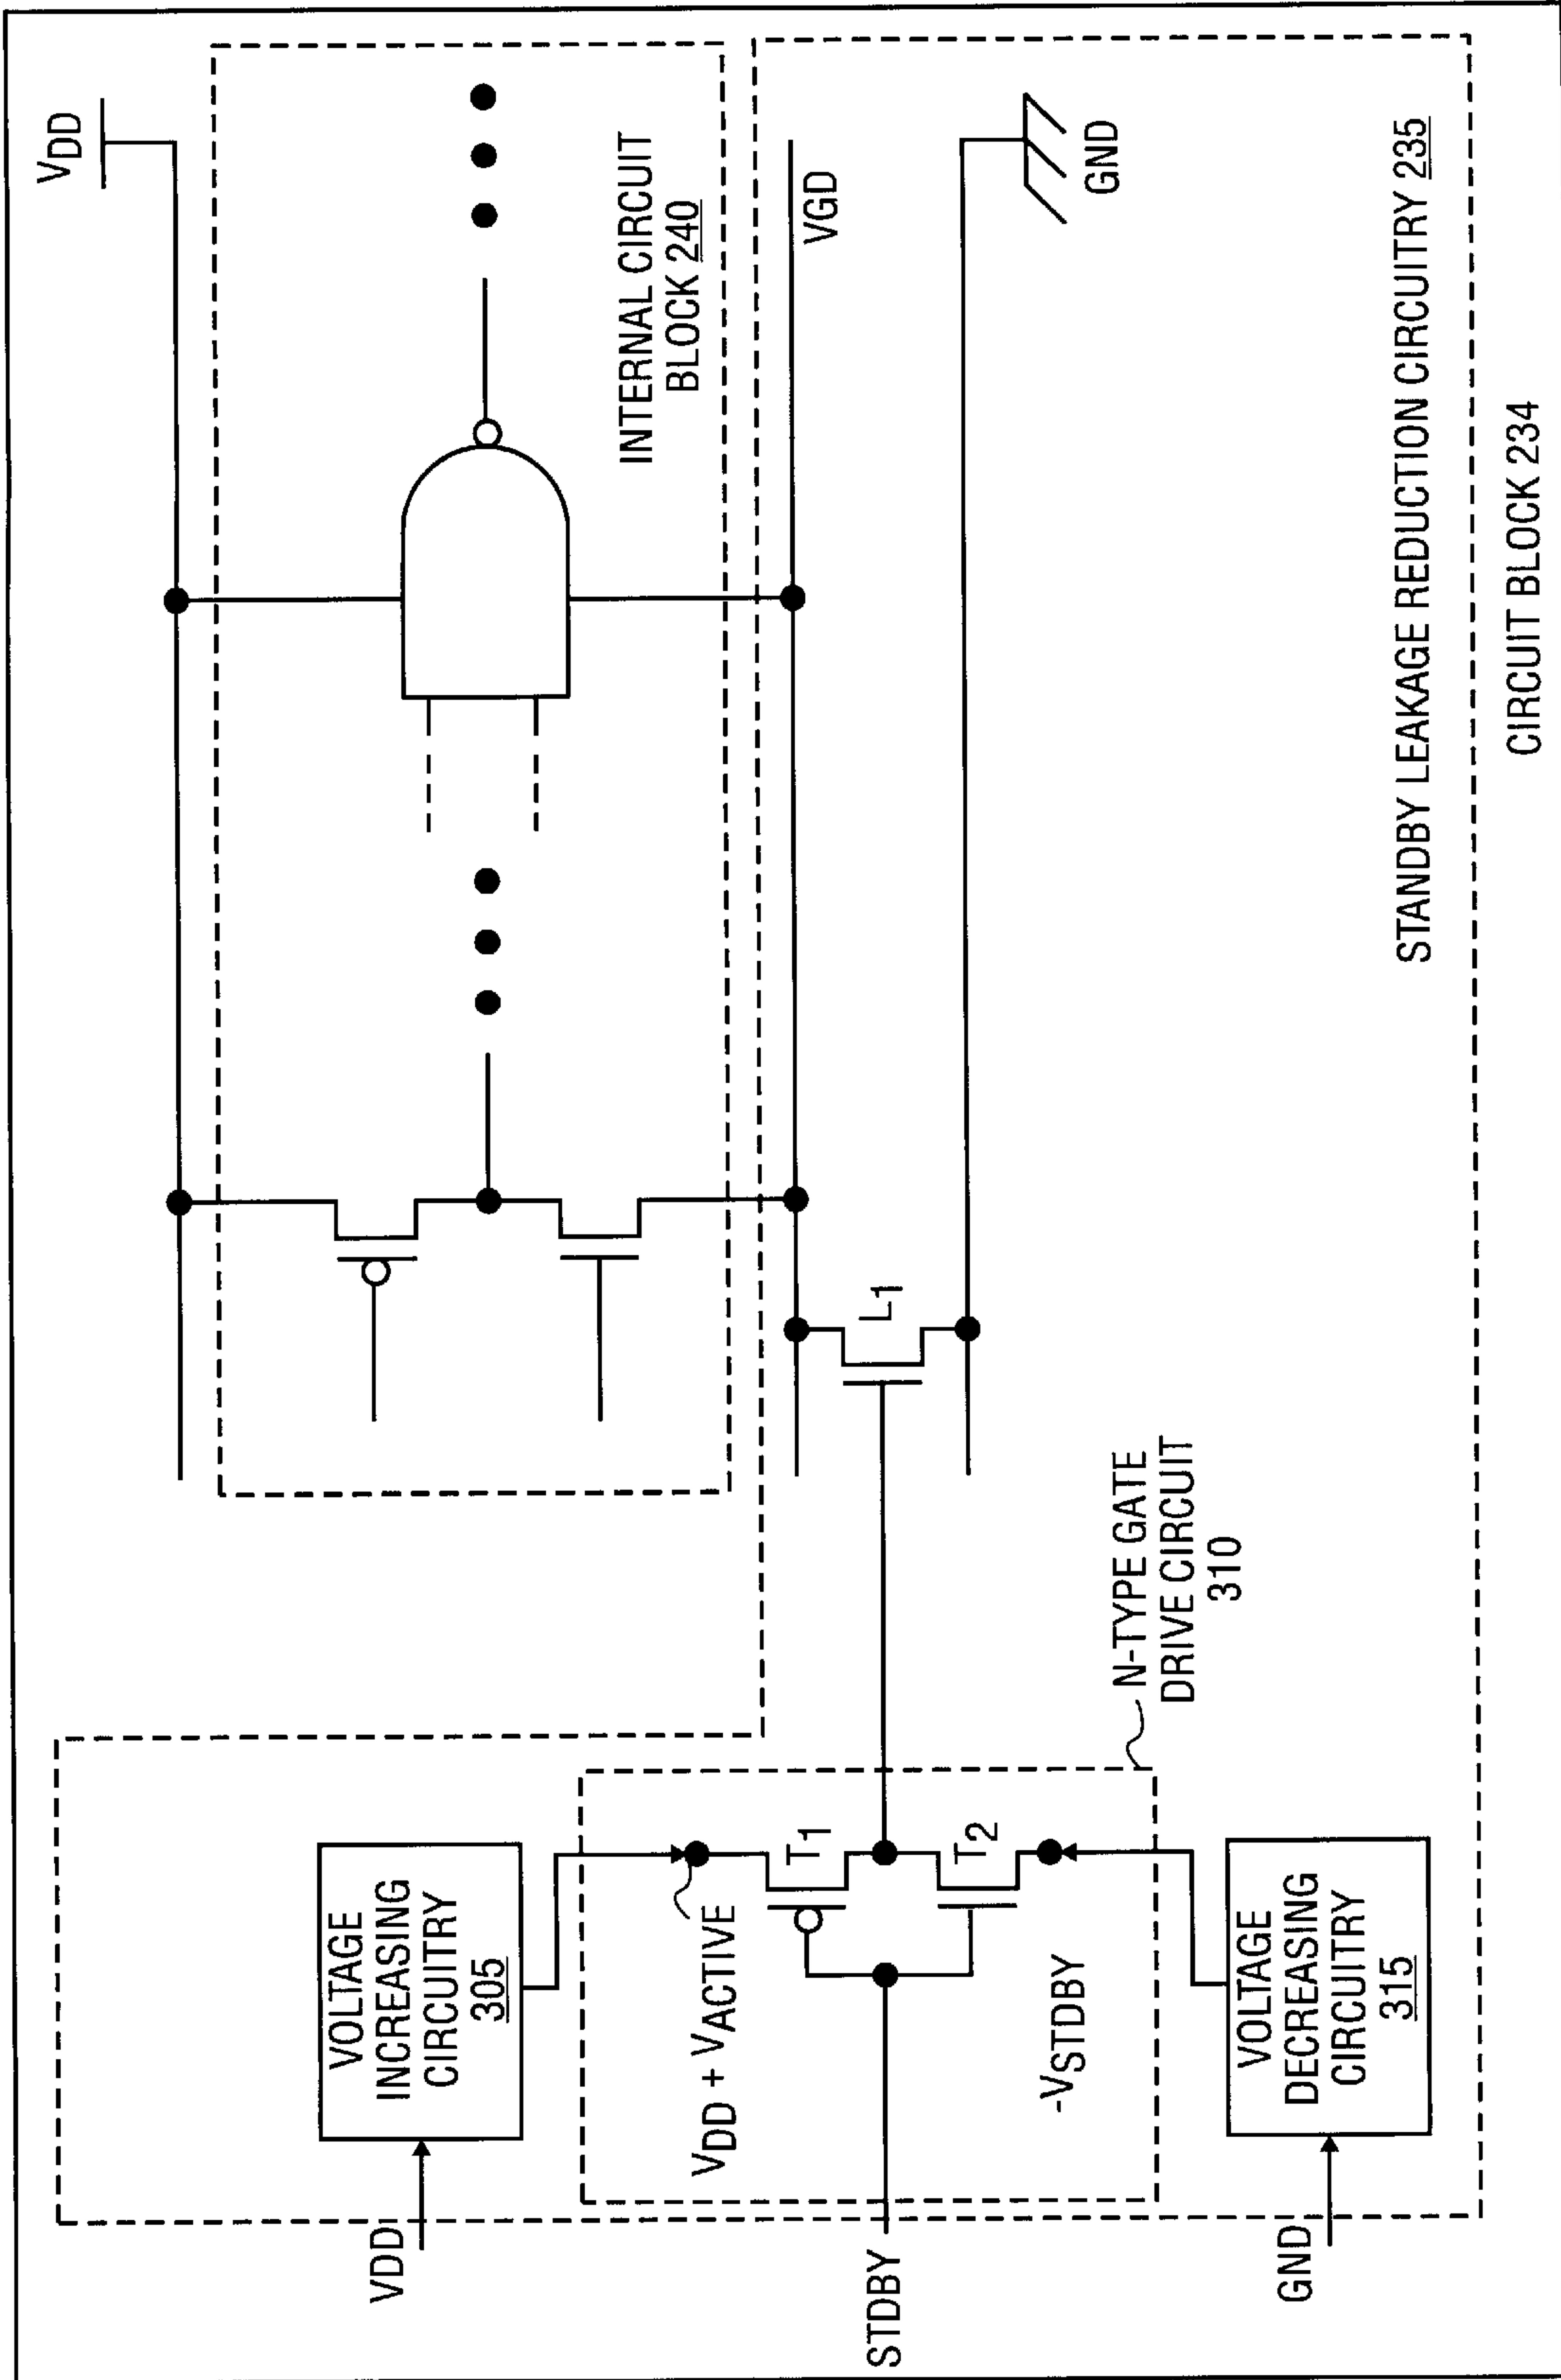 VDD
INTERNAL CIRCUIT
BLOCK 240
VGD
GND
L1
VOLTAGE
INCREASING
CIRCUITRY
305
VDD
VDD + VACTIVE
T1
T2
STDBY
-VSTDBY
N-TYPE GATE
DRIVE CIRCUIT
310
VOLTAGE
DECREASING
CIRCUITRY
315
GND
STANDBY LEAKAGE REDUCTION CIRCUITRY 235
CIRCUIT BLOCK 234